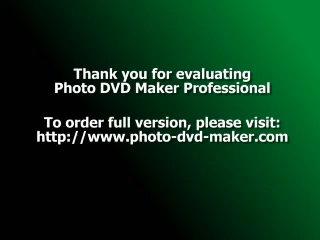 Thank you for evaluating
Photo DVD Maker Professional
To order full version, please visit:
http://www.photo-dvd-maker.com